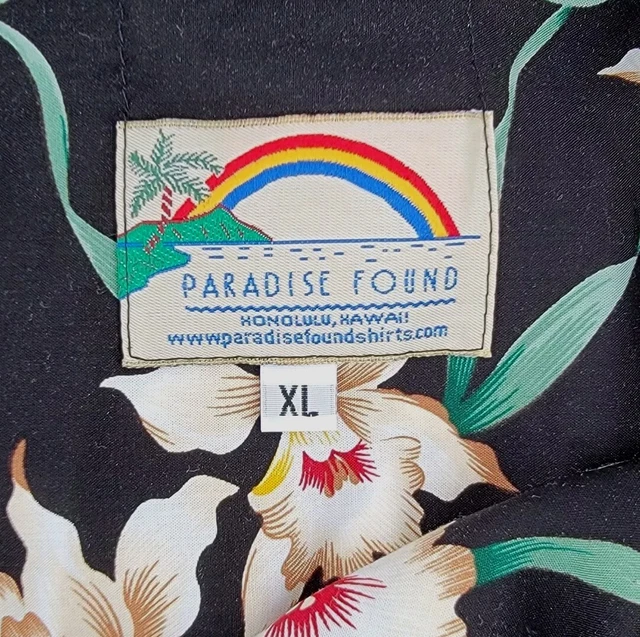 PARADISE FOUND
HONOLULU, HAWAII
www.paradisefoundshirts.com
XL